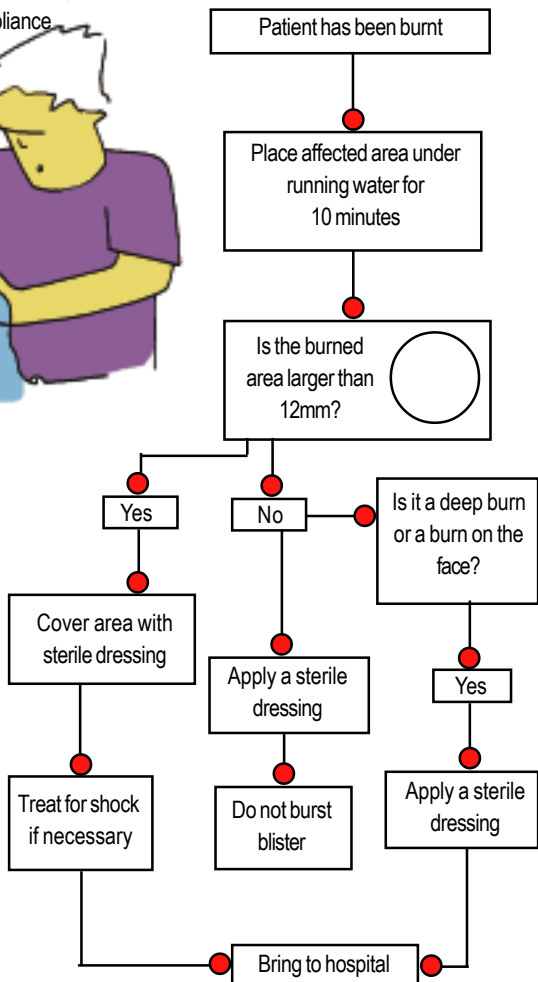 Patient has been burnt
Place affected area under
running water for
10 minutes
Is the burned
area larger than
12mm?
Yes
No
Is it a deep burn
or a burn on the
face?
Cover area with
sterile dressing
Apply a sterile
dressing
Yes
Treat for shock
if necessary
Do not burst
blister
Apply a sterile
dressing
Bring to hospital